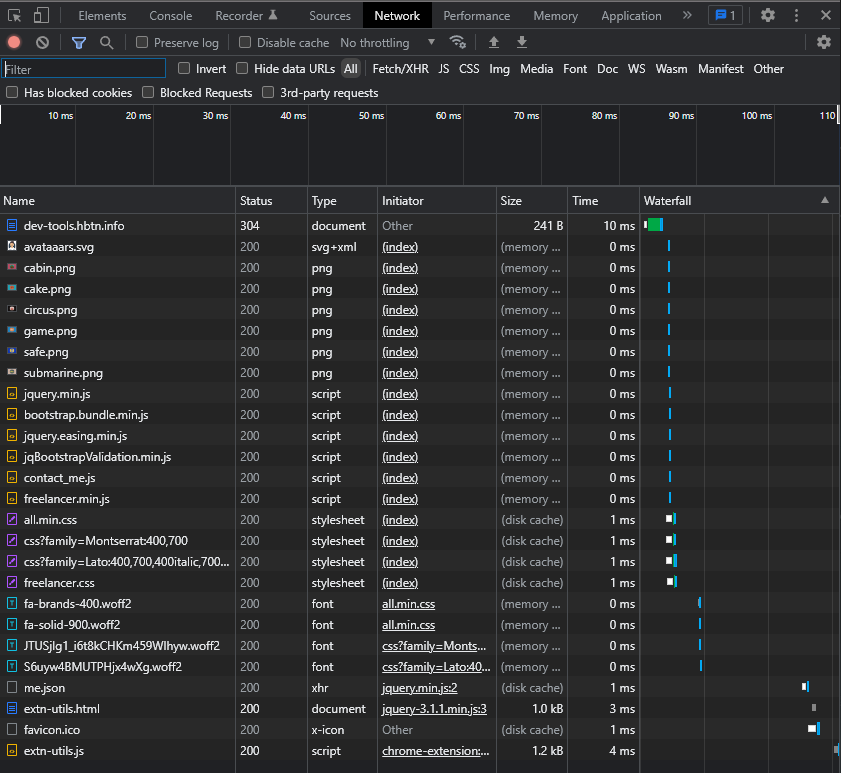 Elements Console Recorder Sources Network Performance Memory Application » 1
Preserve log Disable cache No throttling
Filter Invert Hide data URLs All Fetch/XHR JS CSS Img Media Font Doc WS Wasm Manifest Other
Has blocked cookies Blocked Requests 3rd-party requests
10 ms 20 ms 30 ms 40 ms 50 ms 60 ms 70 ms 80 ms 90 ms 100 ms 110
Name Status Type Initiator Size Time Waterfall
dev-tools.hbtn.info 304 document Other 241 B 10 ms
avataaars.svg 200 svg+xml (index) (memory ... 0 ms
cabin.png 200 png (index) (memory ... 0 ms
cake.png 200 png (index) (memory ... 0 ms
circus.png 200 png (index) (memory ... 0 ms
game.png 200 png (index) (memory ... 0 ms
safe.png 200 png (index) (memory ... 0 ms
submarine.png 200 png (index) (memory ... 0 ms
jquery.min.js 200 script (index) (memory ... 0 ms
bootstrap.bundle.min.js 200 script (index) (memory ... 0 ms
jquery.easing.min.js 200 script (index) (memory ... 0 ms
jqBootstrapValidation.min.js 200 script (index) (memory ... 0 ms
contact_me.js 200 script (index) (memory ... 0 ms
freelancer.min.js 200 script (index) (memory ... 0 ms
all.min.css 200 stylesheet (index) (disk cache) 1 ms
css?family=Montserrat:400,700 200 stylesheet (index) (disk cache) 1 ms
css?family=Lato:400,700,400italic,700... 200 stylesheet (index) (disk cache) 1 ms
freelancer.css 200 stylesheet (index) (disk cache) 1 ms
fa-brands-400.woff2 200 font all.min.css (memory ... 0 ms
fa-solid-900.woff2 200 font all.min.css (memory ... 0 ms
JTUSjIg1_i6t8kCHKm459Wlhyw.woff2 200 font css?family=Monts... (memory ... 0 ms
S6uyw4BMUTPHjx4wXg.woff2 200 font css?family=Lato:40... (memory ... 0 ms
me.json 200 xhr jquery.min.js:2 (disk cache) 1 ms
extn-utils.html 200 document jquery-3.1.1.min.js:3 1.0 kB 3 ms
favicon.ico 200 x-icon Other (disk cache) 1 ms
extn-utils.js 200 script chrome-extension:... 1.2 kB 4 ms